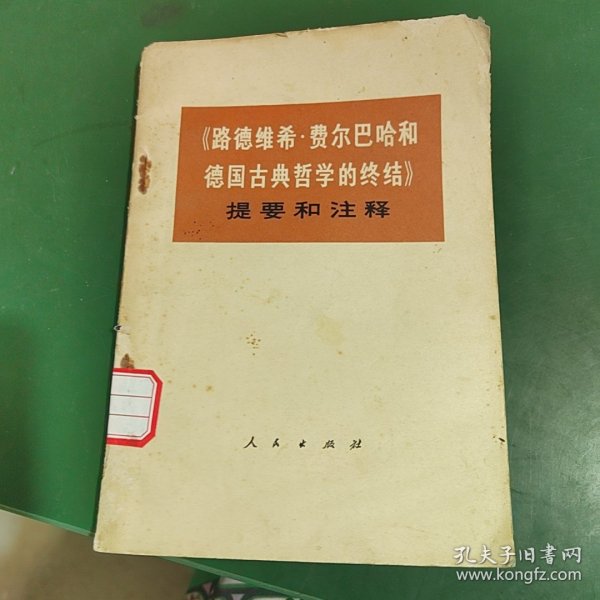 《路德维希·费尔巴哈和
德国古典哲学的终结》
提要和注释
人民出版社
孔夫子旧书网
www.kongfz.com